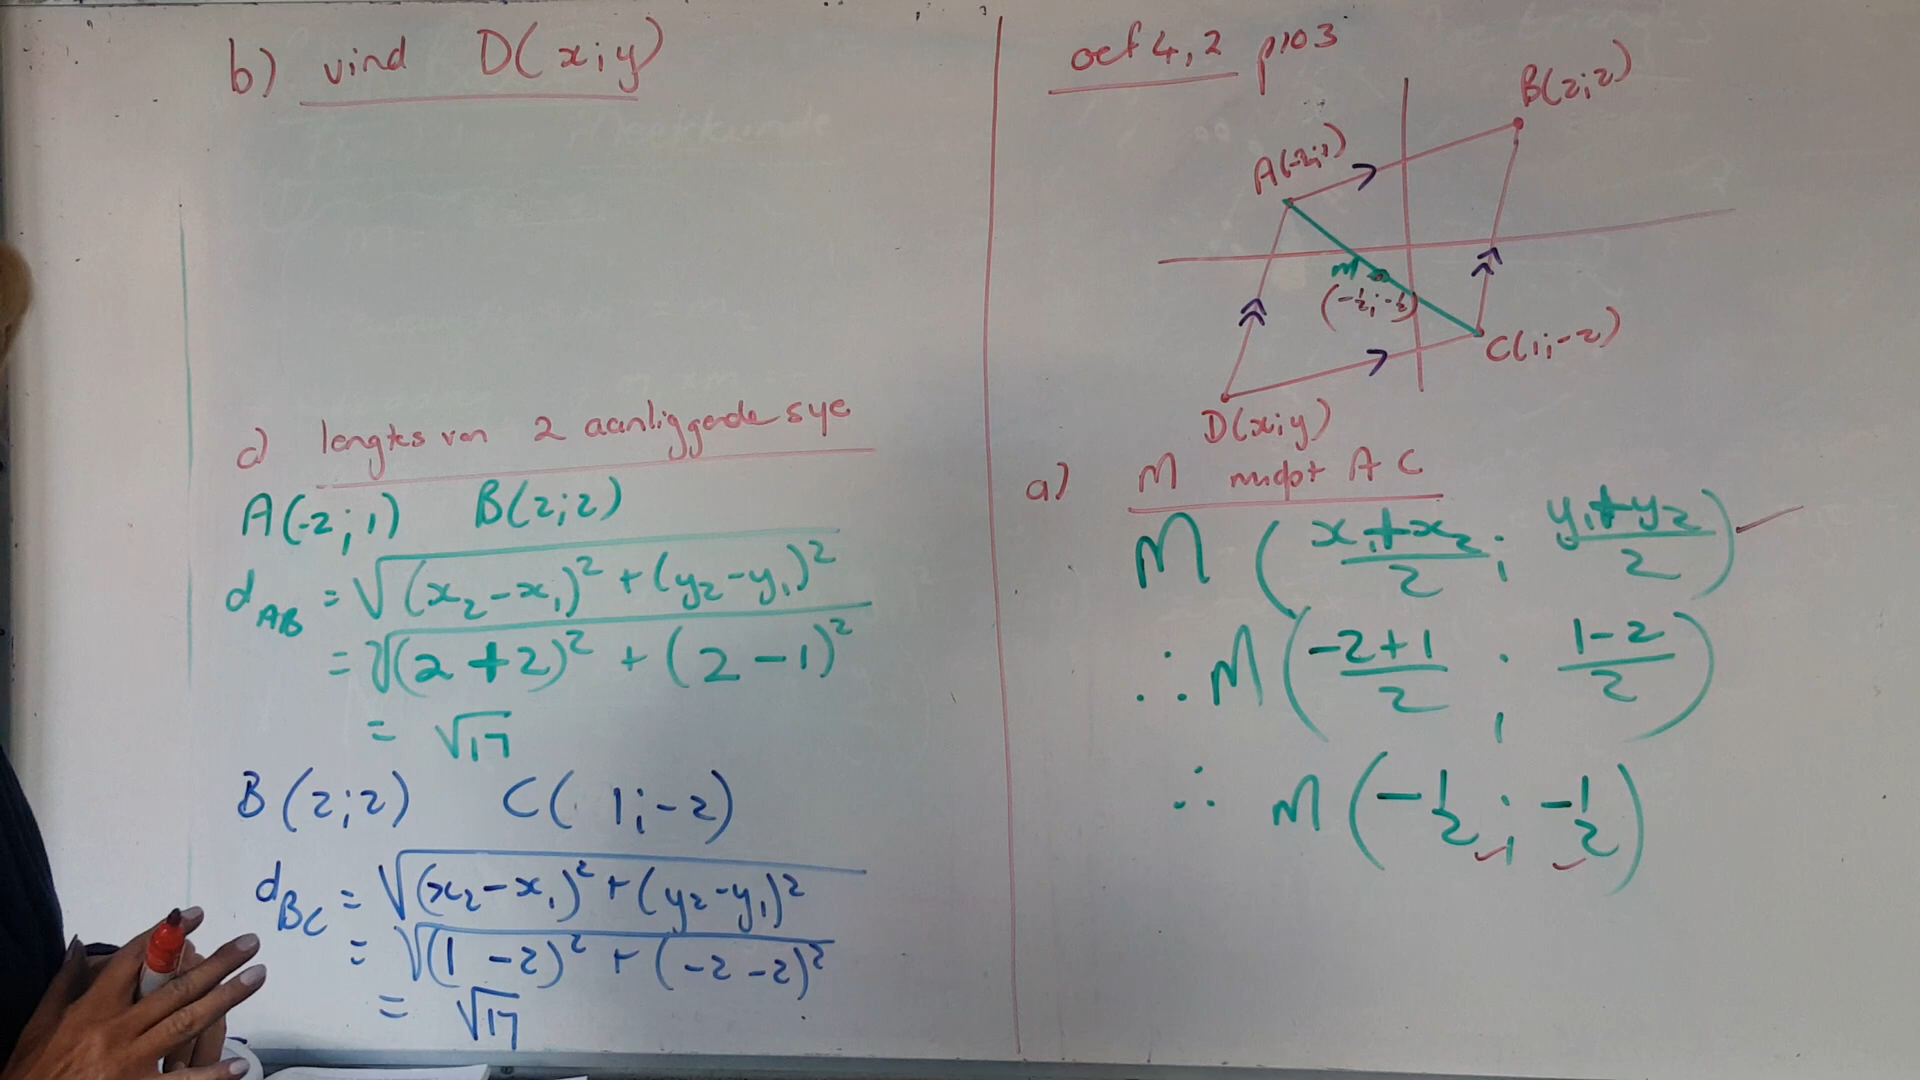 b) vind D(x;y)
c) lengtes van 2 aanliggende sye
A(-2;1) B(2;2)
d_AB = √((x₂-x₁)² + (y₂-y₁)²)
= √((2+2)² + (2-1)²)
= √17
B(2;2) C(1;-2)
d_BC = √((x₂-x₁)² + (y₂-y₁)²)
= √((1-2)² + (-2-2)²)
= √17
oef 4,2 p103
B(2;2)
A(-2;1)
M
(-½;-½)
C(1;-2)
D(x;y)
a) M midpt AC
M((x₁+x₂)/2 ; (y₁+y₂)/2)
∴ M((-2+1)/2 ; (1-2)/2)
∴ M(-½ ; -½)